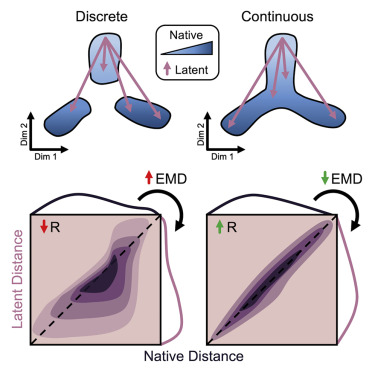 Discrete
Continuous
Native
Latent
Dim 2
Dim 1
Dim 2
Dim 1
EMD
EMD
R
R
Latent Distance
Native Distance